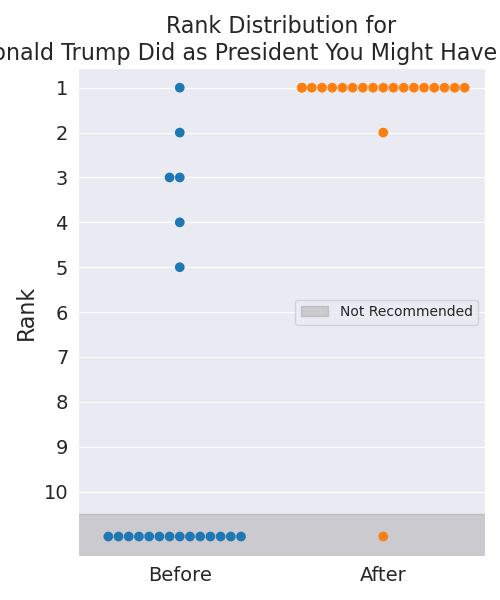 Rank Distribution for
onald Trump Did as President You Might Have
1
2
3
4
5
6
7
8
9
10
Rank
Not Recommended
Before
After